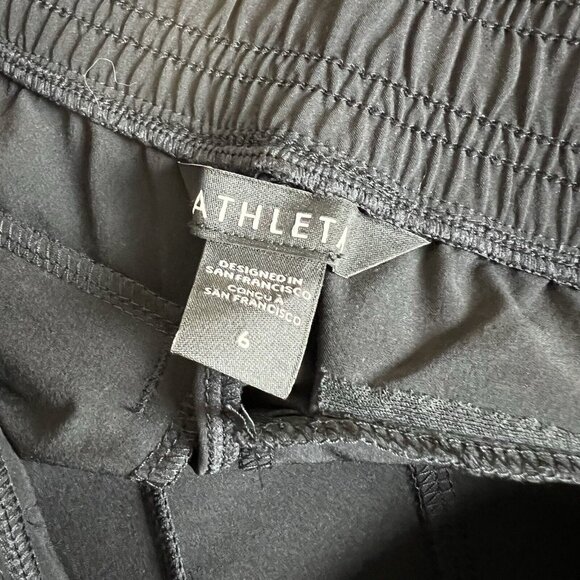 ATHLETA
DESIGNED IN
SAN FRANCISCO
CONÇU A
SAN FRANCISCO
6